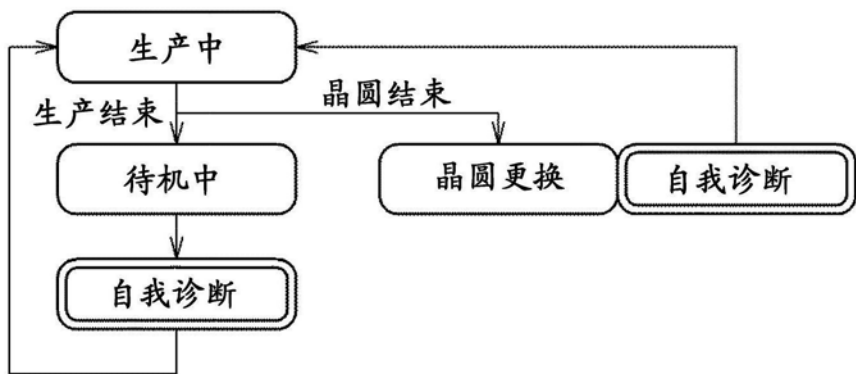 生产中
生产结束
晶圆结束
待机中
晶圆更换
自我诊断
自我诊断